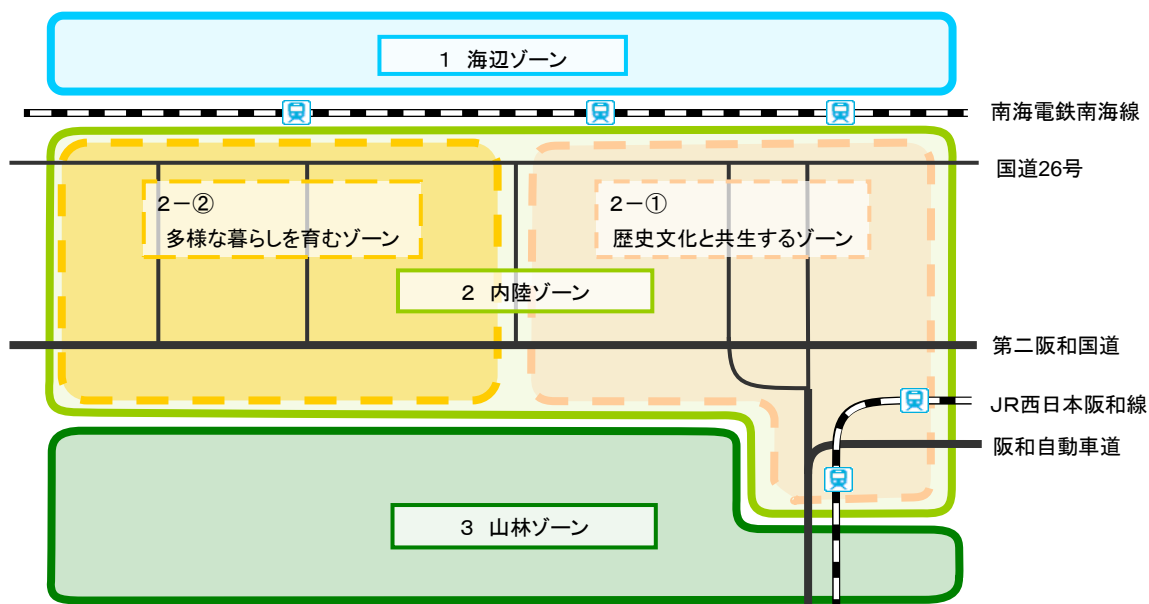 1 海辺ゾーン
南海電鉄南海線
国道26号
2-②
多様な暮らしを育むゾーン
2-①
歴史文化と共生するゾーン
2 内陸ゾーン
第二阪和国道
JR西日本阪和線
阪和自動車道
3 山林ゾーン